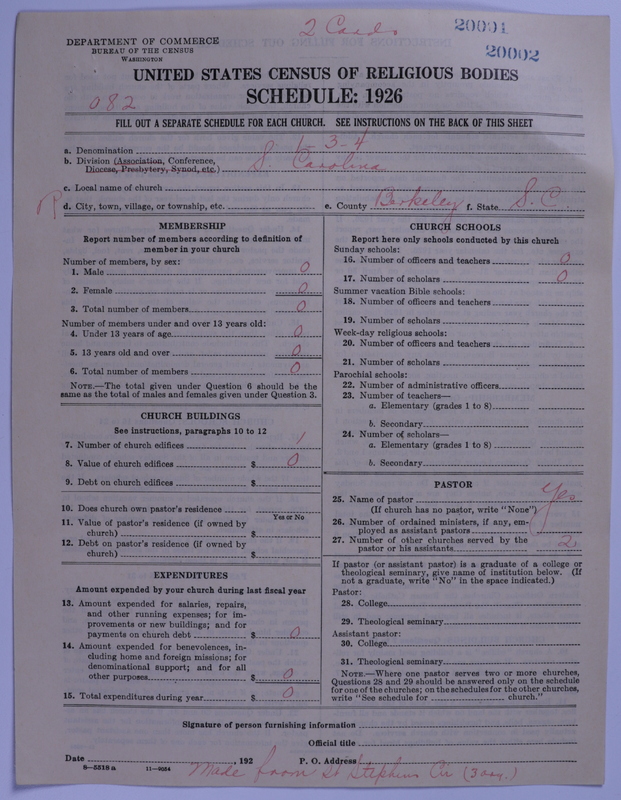 2 Cards
20001
20002
DEPARTMENT OF COMMERCE
BUREAU OF THE CENSUS
WASHINGTON
UNITED STATES CENSUS OF RELIGIOUS BODIES
SCHEDULE: 1926
082
FILL OUT A SEPARATE SCHEDULE FOR EACH CHURCH. SEE INSTRUCTIONS ON THE BACK OF THIS SHEET
a. Denomination 1-3-4
b. Division (Association, Conference, Diocese, Presbytery, Synod, etc.) S. Carolina
c. Local name of church
d. City, town, village, or township, etc. e. County Berkeley f. State S. C
MEMBERSHIP
Report number of members according to definition of
member in your church
Number of members, by sex:
1. Male 0
2. Female 0
3. Total number of members 0
Number of members under and over 13 years old:
4. Under 13 years of age 0
5. 13 years old and over 0
6. Total number of members 0
NOTE.—The total given under Question 6 should be the
same as the total of males and females given under Question 3.
CHURCH BUILDINGS
See instructions, paragraphs 10 to 12
7. Number of church edifices 1
8. Value of church edifices $ 0
9. Debt on church edifices $
10. Does church own pastor's residence
Yes or No
11. Value of pastor's residence (if owned by
church) $
12. Debt on pastor's residence (if owned by
church) $
EXPENDITURES
Amount expended by your church during last fiscal year
13. Amount expended for salaries, repairs,
and other running expenses; for im-
provements or new buildings; and for
payments on church debt $ 0
14. Amount expended for benevolences, in-
cluding home and foreign missions; for
denominational support; and for all
other purposes $ 0
15. Total expenditures during year $ 0
CHURCH SCHOOLS
Report here only schools conducted by this church
Sunday schools:
16. Number of officers and teachers 0
17. Number of scholars 0
Summer vacation Bible schools:
18. Number of officers and teachers
19. Number of scholars
Week-day religious schools:
20. Number of officers and teachers
21. Number of scholars
Parochial schools:
22. Number of administrative officers
23. Number of teachers—
a. Elementary (grades 1 to 8)
b. Secondary
24. Number of scholars—
a. Elementary (grades 1 to 8)
b. Secondary
PASTOR
25. Name of pastor Yes
(If church has no pastor, write "None")
26. Number of ordained ministers, if any, em-
ployed as assistant pastors
27. Number of other churches served by the
pastor or his assistants 2
If pastor (or assistant pastor) is a graduate of a college or
theological seminary, give name of institution below. (If
not a graduate, write "No" in the space indicated.)
Pastor:
28. College
29. Theological seminary
Assistant pastor:
30. College
31. Theological seminary
NOTE.—Where one pastor serves two or more churches,
Questions 28 and 29 should be answered only on the schedule
for one of the churches; on the schedules for the other churches,
write "See schedule for church."
Signature of person furnishing information
Official title
Date , 192 P. O. Address
8-5518 a 11-9034
Made from St Stephens Cir